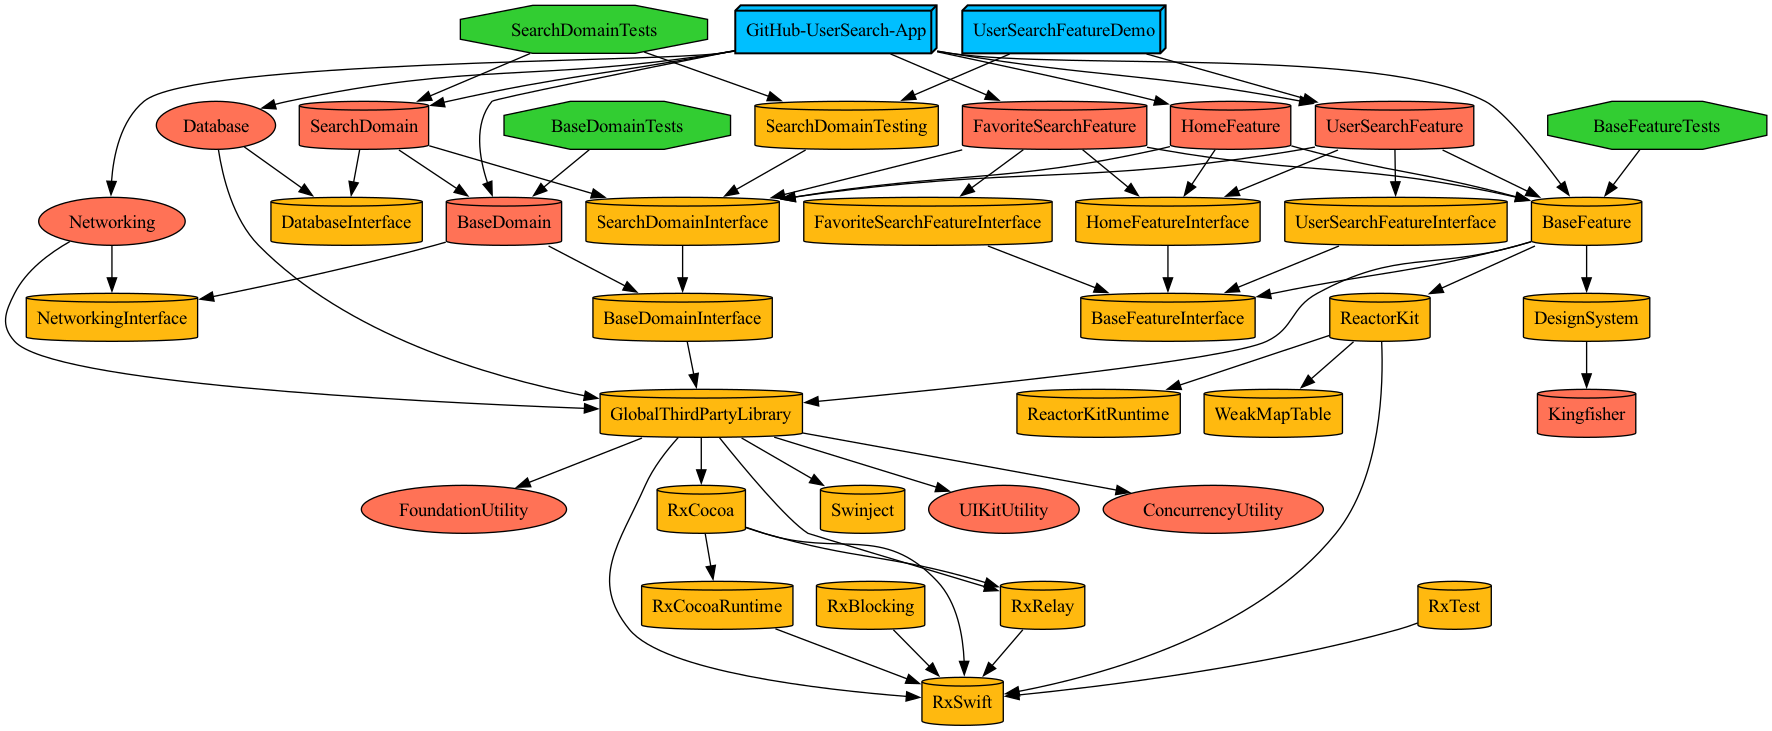 SearchDomainTests
GitHub-UserSearch-App
UserSearchFeatureDemo
Database
SearchDomain
BaseDomainTests
SearchDomainTesting
FavoriteSearchFeature
HomeFeature
UserSearchFeature
BaseFeatureTests
Networking
DatabaseInterface
BaseDomain
SearchDomainInterface
FavoriteSearchFeatureInterface
HomeFeatureInterface
UserSearchFeatureInterface
BaseFeature
NetworkingInterface
BaseDomainInterface
BaseFeatureInterface
ReactorKit
DesignSystem
GlobalThirdPartyLibrary
ReactorKitRuntime
WeakMapTable
Kingfisher
FoundationUtility
RxCocoa
Swinject
UIKitUtility
ConcurrencyUtility
RxCocoaRuntime
RxBlocking
RxRelay
RxTest
RxSwift